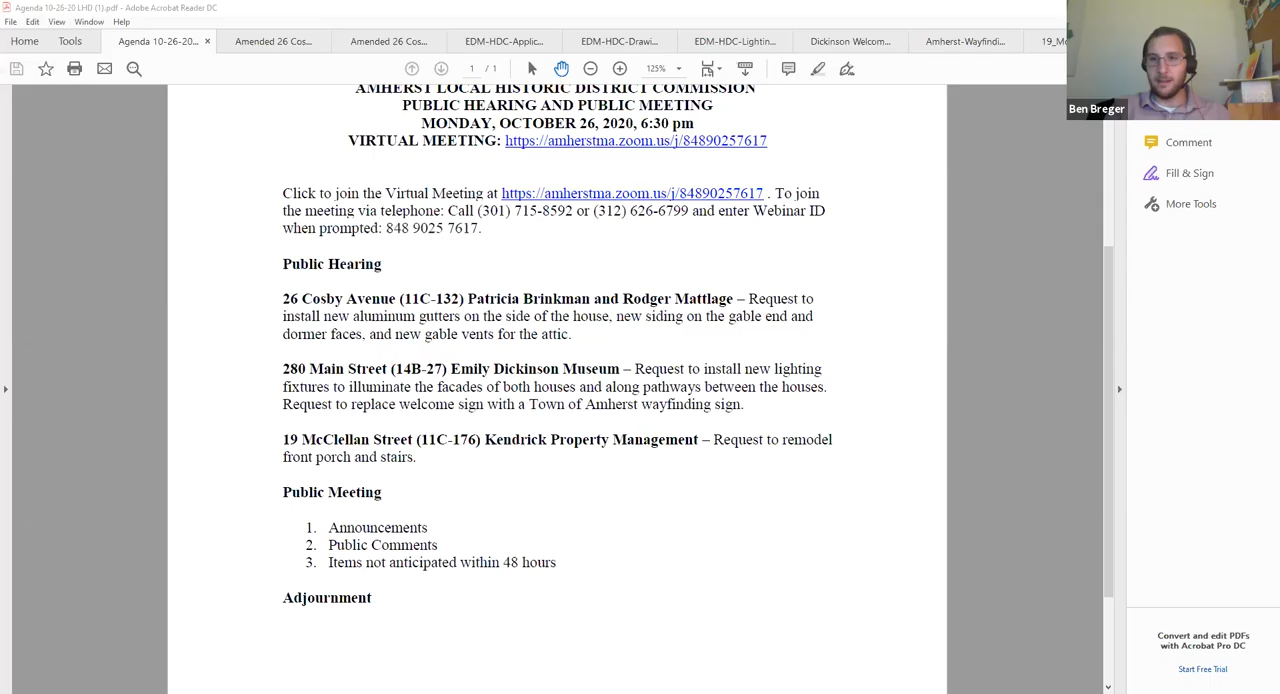 Agenda 10-26-20 LHD (1).pdf - Adobe Acrobat Reader DC
File Edit View Window Help
Home Tools Agenda 10-26-20... × Amended 26 Cos... Amended 26 Cos... EDM-HDC-Applic... EDM-HDC-Drawi... EDM-HDC-Lightin... Dickinson Welcom... Amherst-Wayfindi... 19_M
1 / 1 125%
Ben Breger
Comment
Fill & Sign
More Tools
AMHERST LOCAL HISTORIC DISTRICT COMMISSION
PUBLIC HEARING AND PUBLIC MEETING
MONDAY, OCTOBER 26, 2020, 6:30 pm
VIRTUAL MEETING: https://amherstma.zoom.us/j/84890257617
Click to join the Virtual Meeting at https://amherstma.zoom.us/j/84890257617 . To join
the meeting via telephone: Call (301) 715-8592 or (312) 626-6799 and enter Webinar ID
when prompted: 848 9025 7617.
Public Hearing
26 Cosby Avenue (11C-132) Patricia Brinkman and Rodger Mattlage – Request to
install new aluminum gutters on the side of the house, new siding on the gable end and
dormer faces, and new gable vents for the attic.
280 Main Street (14B-27) Emily Dickinson Museum – Request to install new lighting
fixtures to illuminate the facades of both houses and along pathways between the houses.
Request to replace welcome sign with a Town of Amherst wayfinding sign.
19 McClellan Street (11C-176) Kendrick Property Management – Request to remodel
front porch and stairs.
Public Meeting
1. Announcements
2. Public Comments
3. Items not anticipated within 48 hours
Adjournment
Convert and edit PDFs
with Acrobat Pro DC
Start Free Trial